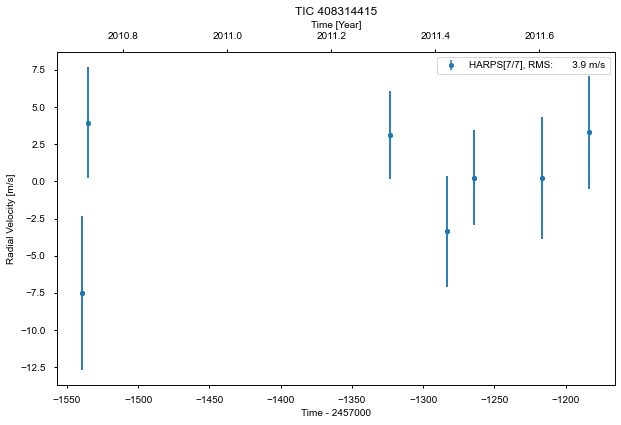 TIC 408314415
Time [Year]
2010.8 2011.0 2011.2 2011.4 2011.6
HARPS[7/7], RMS: 3.9 m/s
Radial Velocity [m/s]
7.5
5.0
2.5
0.0
−2.5
−5.0
−7.5
−10.0
−12.5
−1550 −1500 −1450 −1400 −1350 −1300 −1250 −1200
Time - 2457000